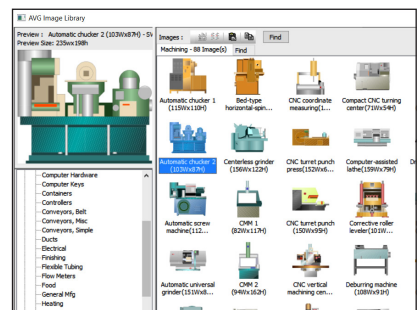 AVG Image Library
Preview : Automatic chucker 2 (103Wx87H) - SV
Preview Size: 235wx198h
Images :
Find
Machining - 88 Image(s)
Find
Automatic chucker 1
(115Wx110H)
Bed-type
horizontal-spin...
CNC coordinate
measuring(1...
Compact CNC turning
center(71Wx54H)
Automatic chucker 2
(103Wx87H)
Centerless grinder
(156Wx122H)
CNC turret punch
press(152Wx6...
Computer-assisted
lathe(159Wx79H)
Automatic screw
machine(112...
CMM 1
(82Wx117H)
CNC turret punch
(150Wx95H)
Corrective roller
leveler(101W...
Automatic universal
grinder(151Wx8...
CMM 2
(94Wx162H)
CNC vertical
machining cen...
Deburring machine
(108Wx91H)
Computer Hardware
Computer Keys
Containers
Controllers
Conveyors, Belt
Conveyors, Misc
Conveyors, Simple
Ducts
Electrical
Finishing
Flexible Tubing
Flow Meters
Food
General Mfg
Heating